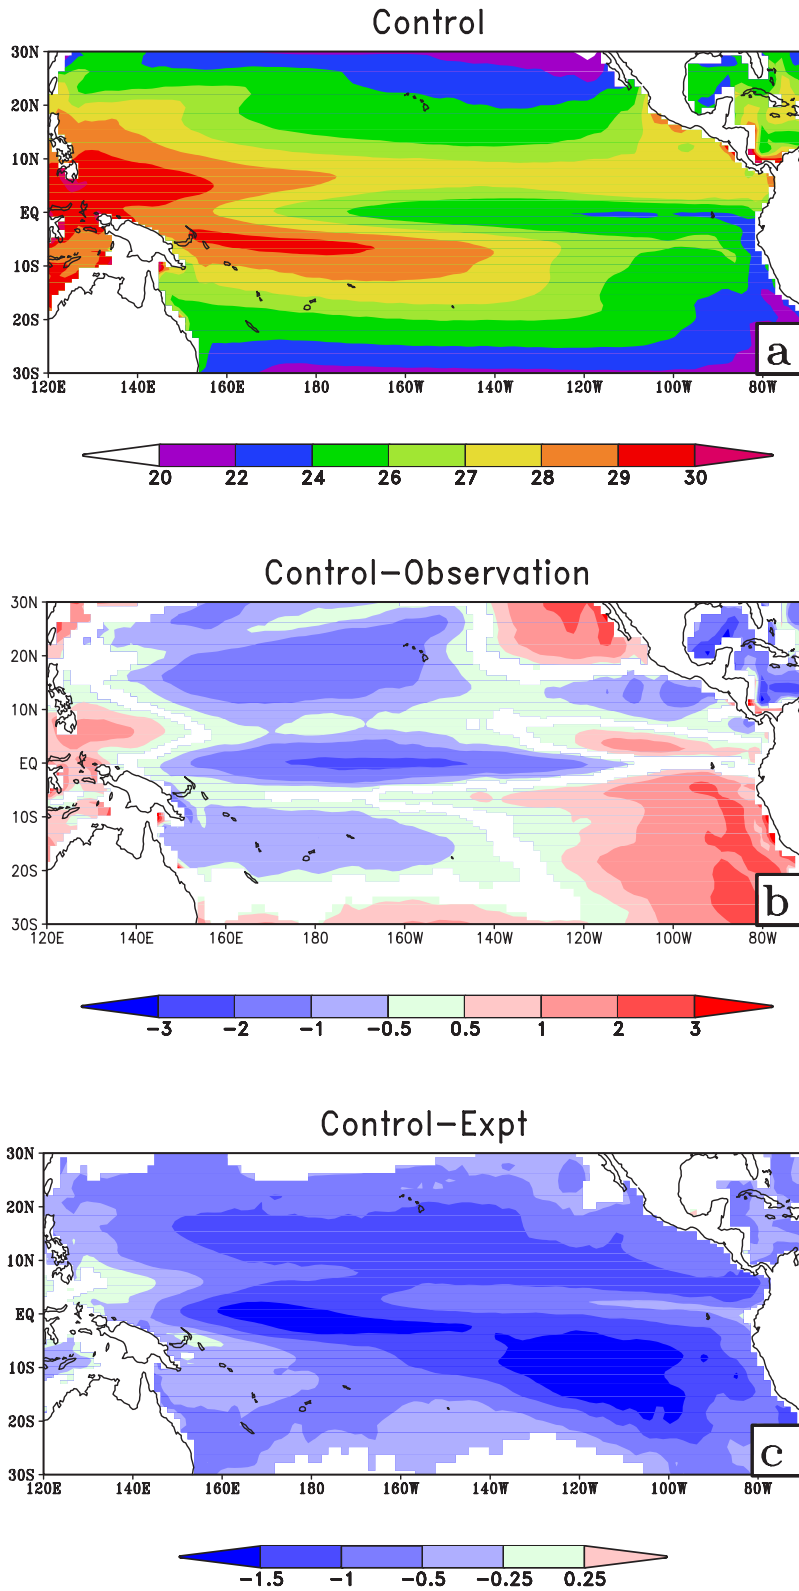 Control
30N
20N
10N
EQ
10S
20S
30S
120E 140E 160E 180 160W 140W 120W 100W 80W
a
20 22 24 26 27 28 29 30
Control-Observation
30N
20N
10N
EQ
10S
20S
30S
120E 140E 160E 180 160W 140W 120W 100W 80W
b
-3 -2 -1 -0.5 0.5 1 2 3
Control-Expt
30N
20N
10N
EQ
10S
20S
30S
120E 140E 160E 180 160W 140W 120W 100W 80W
c
-1.5 -1 -0.5 -0.25 0.25